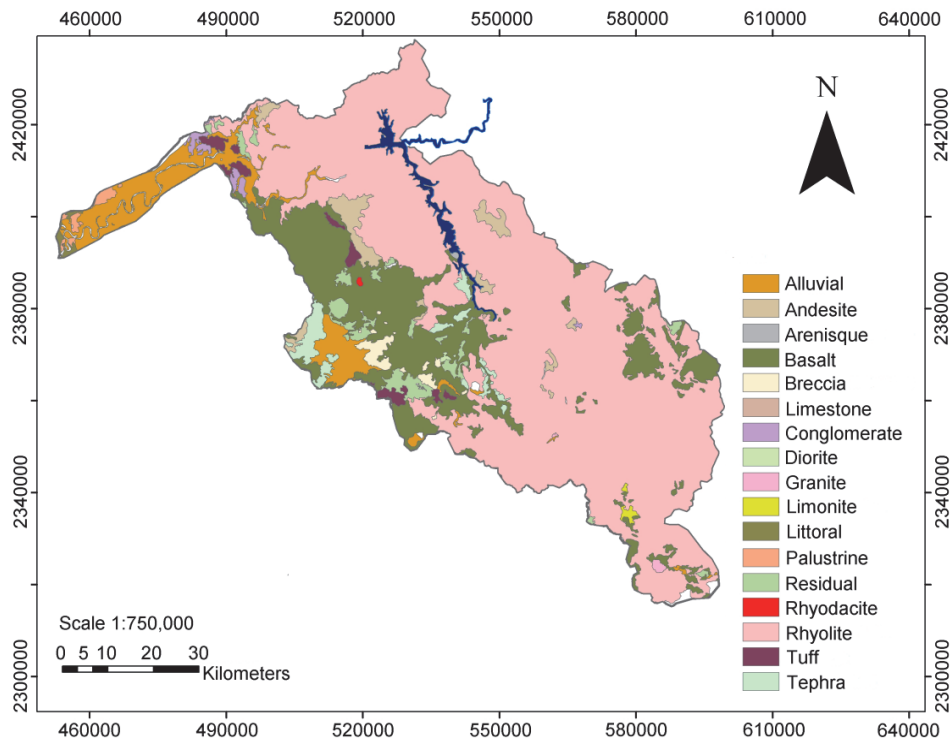 460000 490000 520000 550000 580000 610000 640000
2420000
2380000
2340000
2300000
N
2420000
2380000
2340000
2300000
Alluvial
Andesite
Arenisque
Basalt
Breccia
Limestone
Conglomerate
Diorite
Granite
Limonite
Littoral
Palustrine
Residual
Rhyodacite
Rhyolite
Tuff
Tephra
Scale 1:750,000
0 5 10 20 30
Kilometers
460000 490000 520000 550000 580000 610000 640000